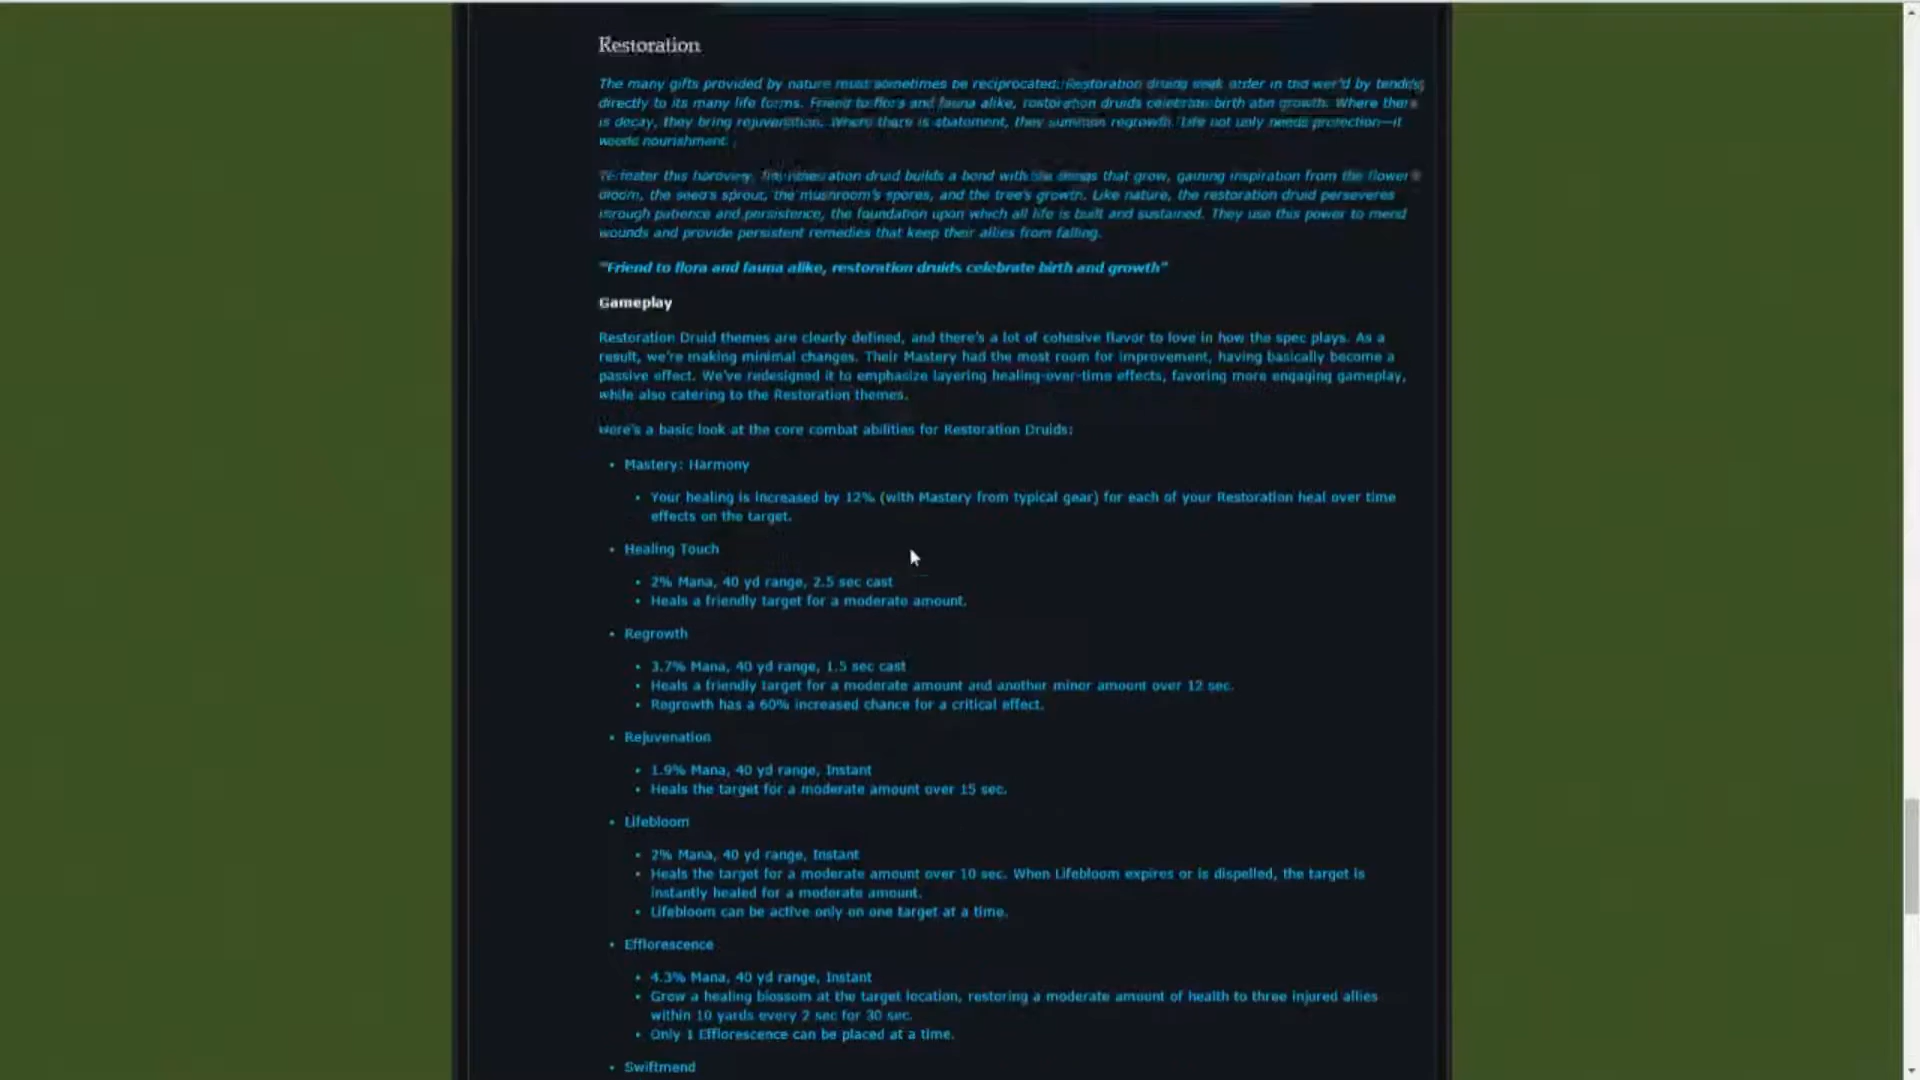 Restoration
The many gifts provided by nature must sometimes be reciprocated. Restoration druids seek order in the by
directly to its many life forms. Friend to flora and fauna alike, restoration druids celebrate birth growth. Where
is decay, they bring rejuvenation. Where there is abatement, they summon regrowth. Life not only needs protection—it
nourishment.
this druid builds a bond with things that grow, gaining inspiration from the flower
the seed's sprout, the mushroom's spores, and the tree's growth. Like nature, the restoration druid perseveres
through patience and persistence, the foundation upon which all life is built and sustained. They use this power to mend
wounds and provide persistent remedies that keep their allies from falling.
"Friend to flora and fauna alike, restoration druids celebrate birth and growth"
Gameplay
Restoration Druid themes are clearly defined, and there's a lot of cohesive flavor to love in how the spec plays. As a
result, we're making minimal changes. Their Mastery had the most room for improvement, having basically become a
passive effect. We've redesigned it to emphasize layering healing-over-time effects, favoring more engaging gameplay,
while also catering to the Restoration themes.
Here's a basic look at the core combat abilities for Restoration Druids:
• Mastery: Harmony
• Your healing is increased by 12% (with Mastery from typical gear) for each of your Restoration heal over time
effects on the target.
• Healing Touch
• 2% Mana, 40 yd range, 2.5 sec cast
• Heals a friendly target for a moderate amount.
• Regrowth
• 3.7% Mana, 40 yd range, 1.5 sec cast
• Heals a friendly target for a moderate amount and another minor amount over 12 sec.
• Regrowth has a 60% increased chance for a critical effect.
• Rejuvenation
• 1.9% Mana, 40 yd range, Instant
• Heals the target for a moderate amount over 15 sec.
• Lifebloom
• 2% Mana, 40 yd range, Instant
• Heals the target for a moderate amount over 10 sec. When Lifebloom expires or is dispelled, the target is
instantly healed for a moderate amount.
• Lifebloom can be active only on one target at a time.
• Efflorescence
• 4.3% Mana, 40 yd range, Instant
• Grow a healing blossom at the target location, restoring a moderate amount of health to three injured allies
within 10 yards every 2 sec for 30 sec.
• Only 1 Efflorescence can be placed at a time.
• Swiftmend